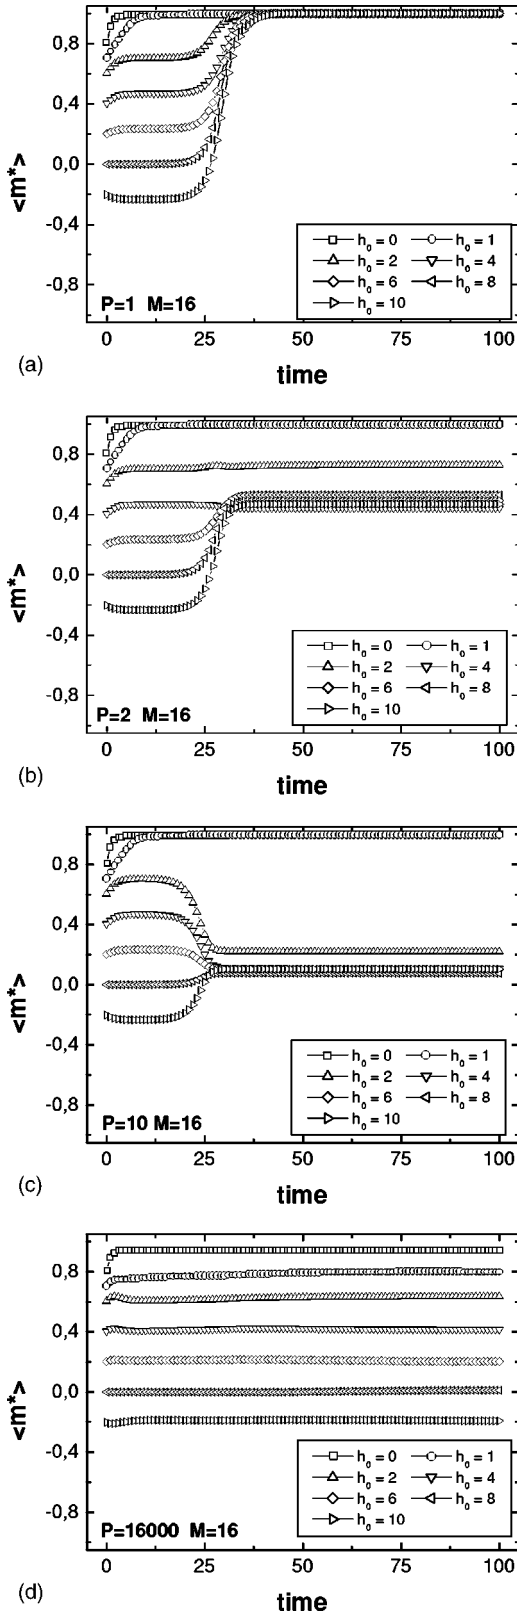 0,8
0,4
0,0
-0,4
-0,8
<m*>
h₀ = 0 h₀ = 1
h₀ = 2 h₀ = 4
h₀ = 6 h₀ = 8
h₀ = 10
P=1 M=16
0 25 50 75 100
(a)
time
0,8
0,4
0,0
-0,4
-0,8
<m*>
h₀ = 0 h₀ = 1
h₀ = 2 h₀ = 4
h₀ = 6 h₀ = 8
h₀ = 10
P=2 M=16
0 25 50 75 100
(b)
time
0,8
0,4
0,0
-0,4
-0,8
<m*>
h₀ = 0 h₀ = 1
h₀ = 2 h₀ = 4
h₀ = 6 h₀ = 8
h₀ = 10
P=10 M=16
0 25 50 75 100
(c)
time
0,8
0,4
0,0
-0,4
-0,8
<m*>
h₀ = 0 h₀ = 1
h₀ = 2 h₀ = 4
h₀ = 6 h₀ = 8
h₀ = 10
P=16000 M=16
0 25 50 75 100
(d)
time